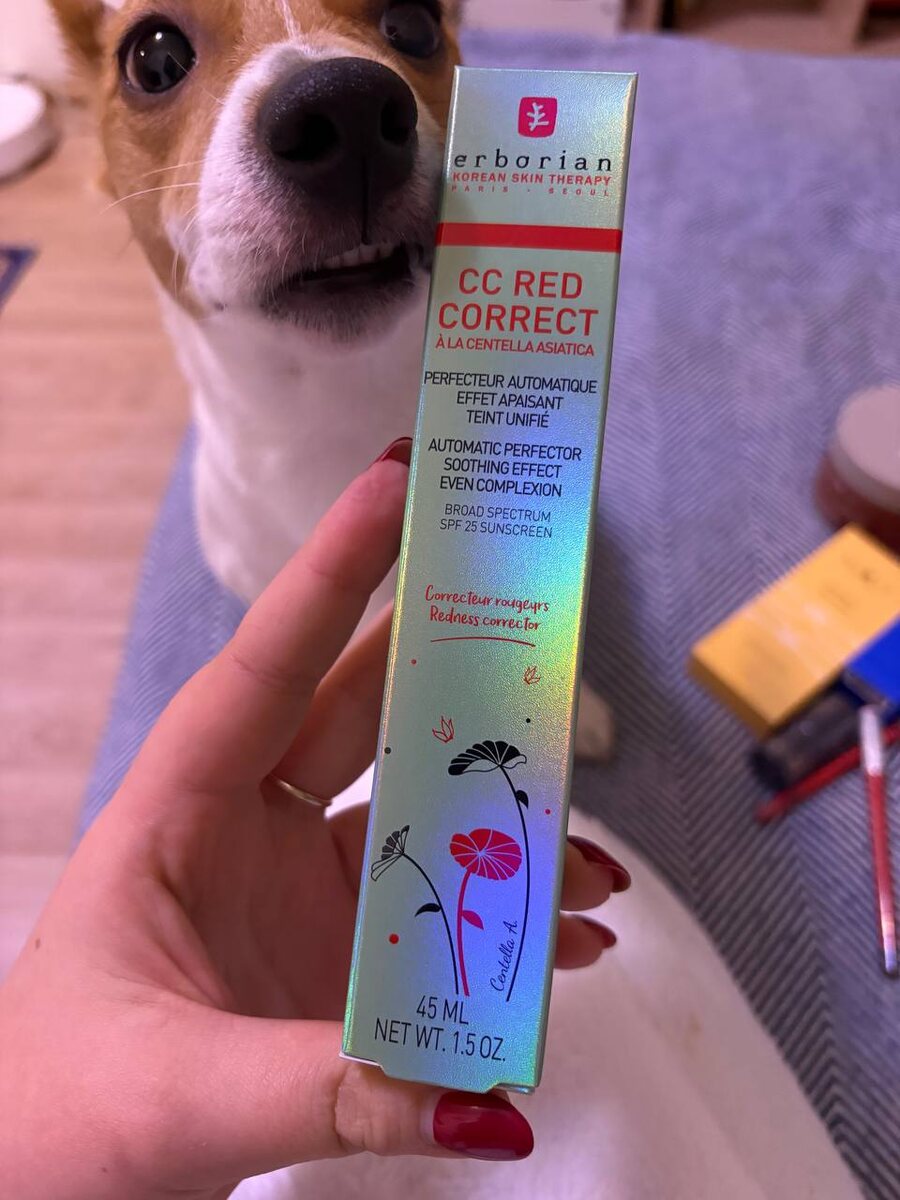 erborian
KOREAN SKIN THERAPY
PARIS - SEOUL
CC RED
CORRECT
À LA CENTELLA ASIATICA
PERFECTEUR AUTOMATIQUE
EFFET APAISANT
TEINT UNIFIÉ
AUTOMATIC PERFECTOR
SOOTHING EFFECT
EVEN COMPLEXION
BROAD SPECTRUM
SPF 25 SUNSCREEN
Correcteur rougeurs
Redness corrector
Centella A.
45 ML
NET WT. 1.5 OZ.